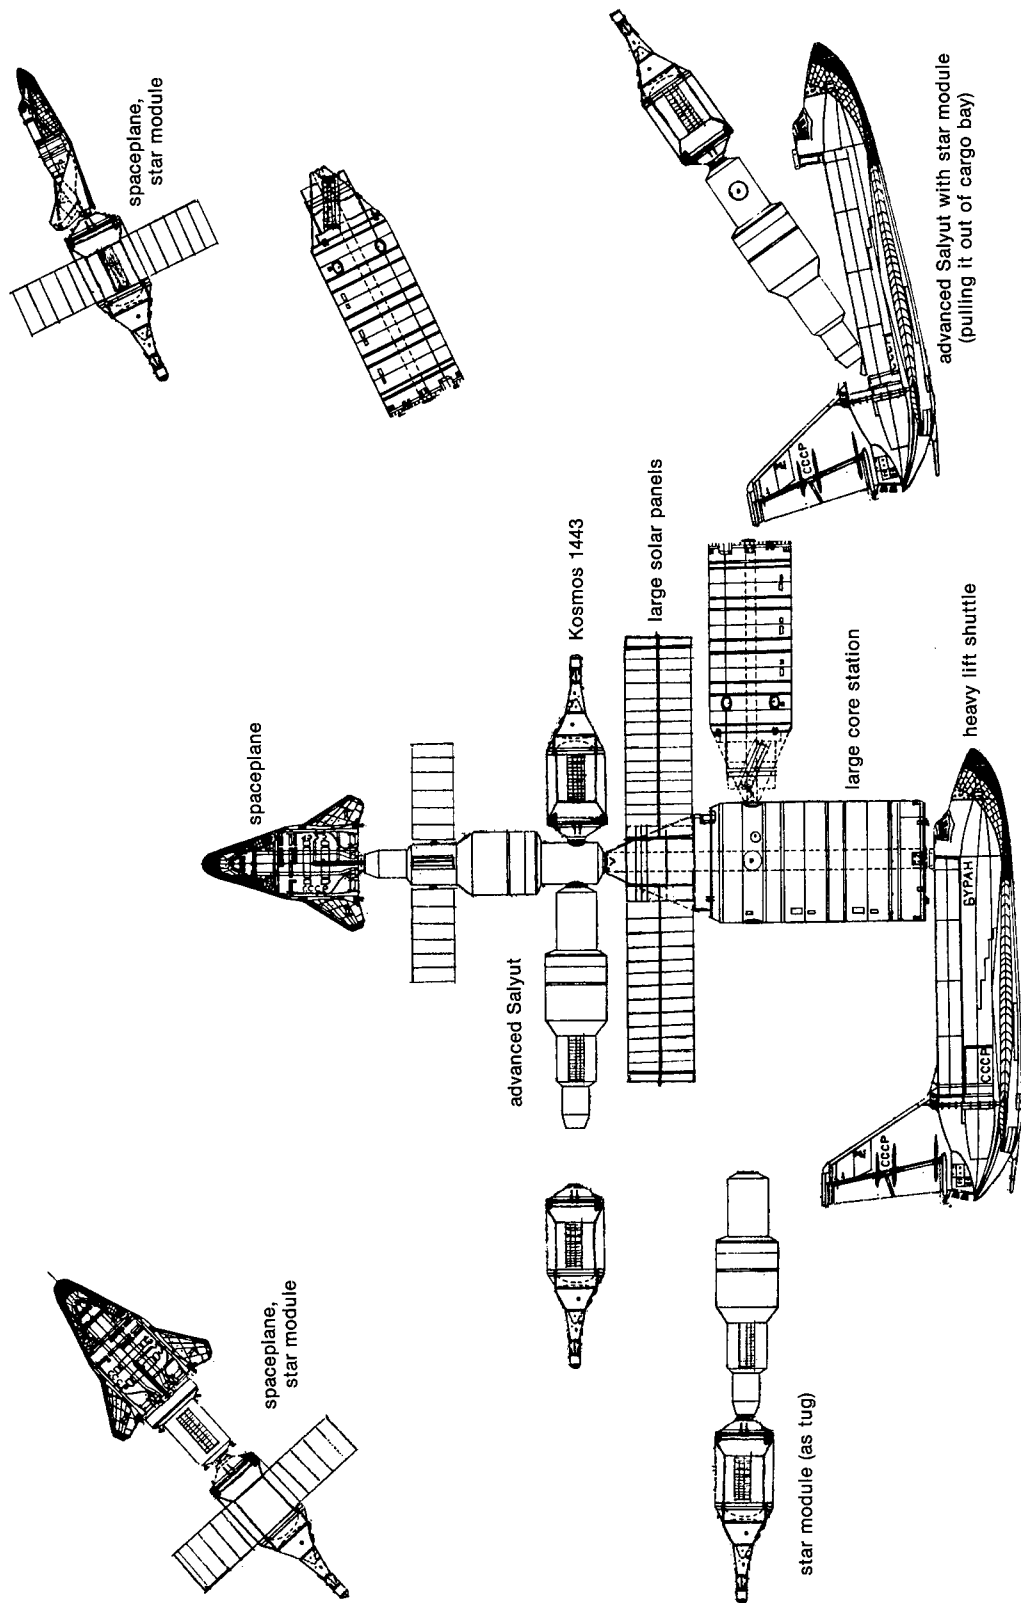 spaceplane,
star module
spaceplane
advanced Salyut
Kosmos 1443
large solar panels
large core station
heavy lift shuttle
БУРАН
СССР
СССР
star module (as tug)
spaceplane,
star module
advanced Salyut with star module
(pulling it out of cargo bay)
СССР